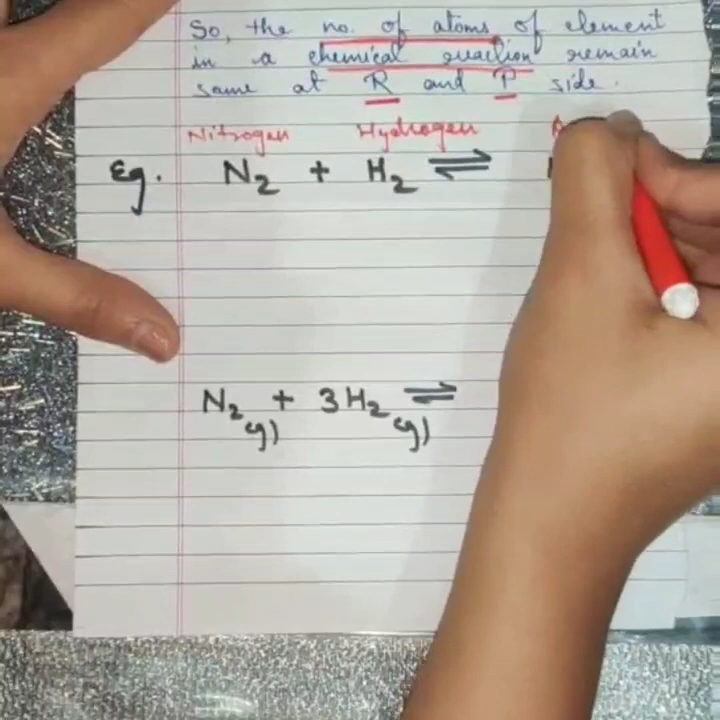 So, the no. of atoms of element
in a chemical reaction remain
same at R and P side.
Nitrogen Hydrogen
Eg. N₂ + H₂ ⇌
N₂(g) + 3H₂(g) ⇌